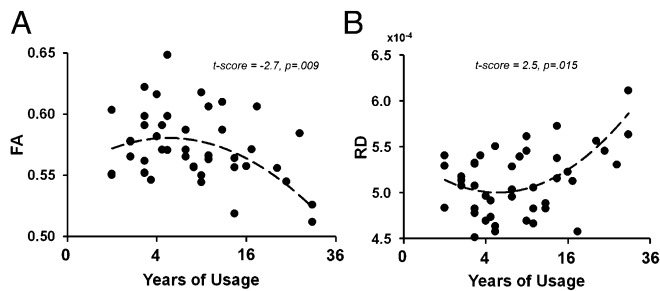 A
t-score = -2.7, p=.009
FA
0.65
0.60
0.55
0.50
0 4 16 36
Years of Usage
B
x10-4
t-score = 2.5, p=.015
RD
6.5
6.0
5.5
5.0
4.5
0 4 16 36
Years of Usage